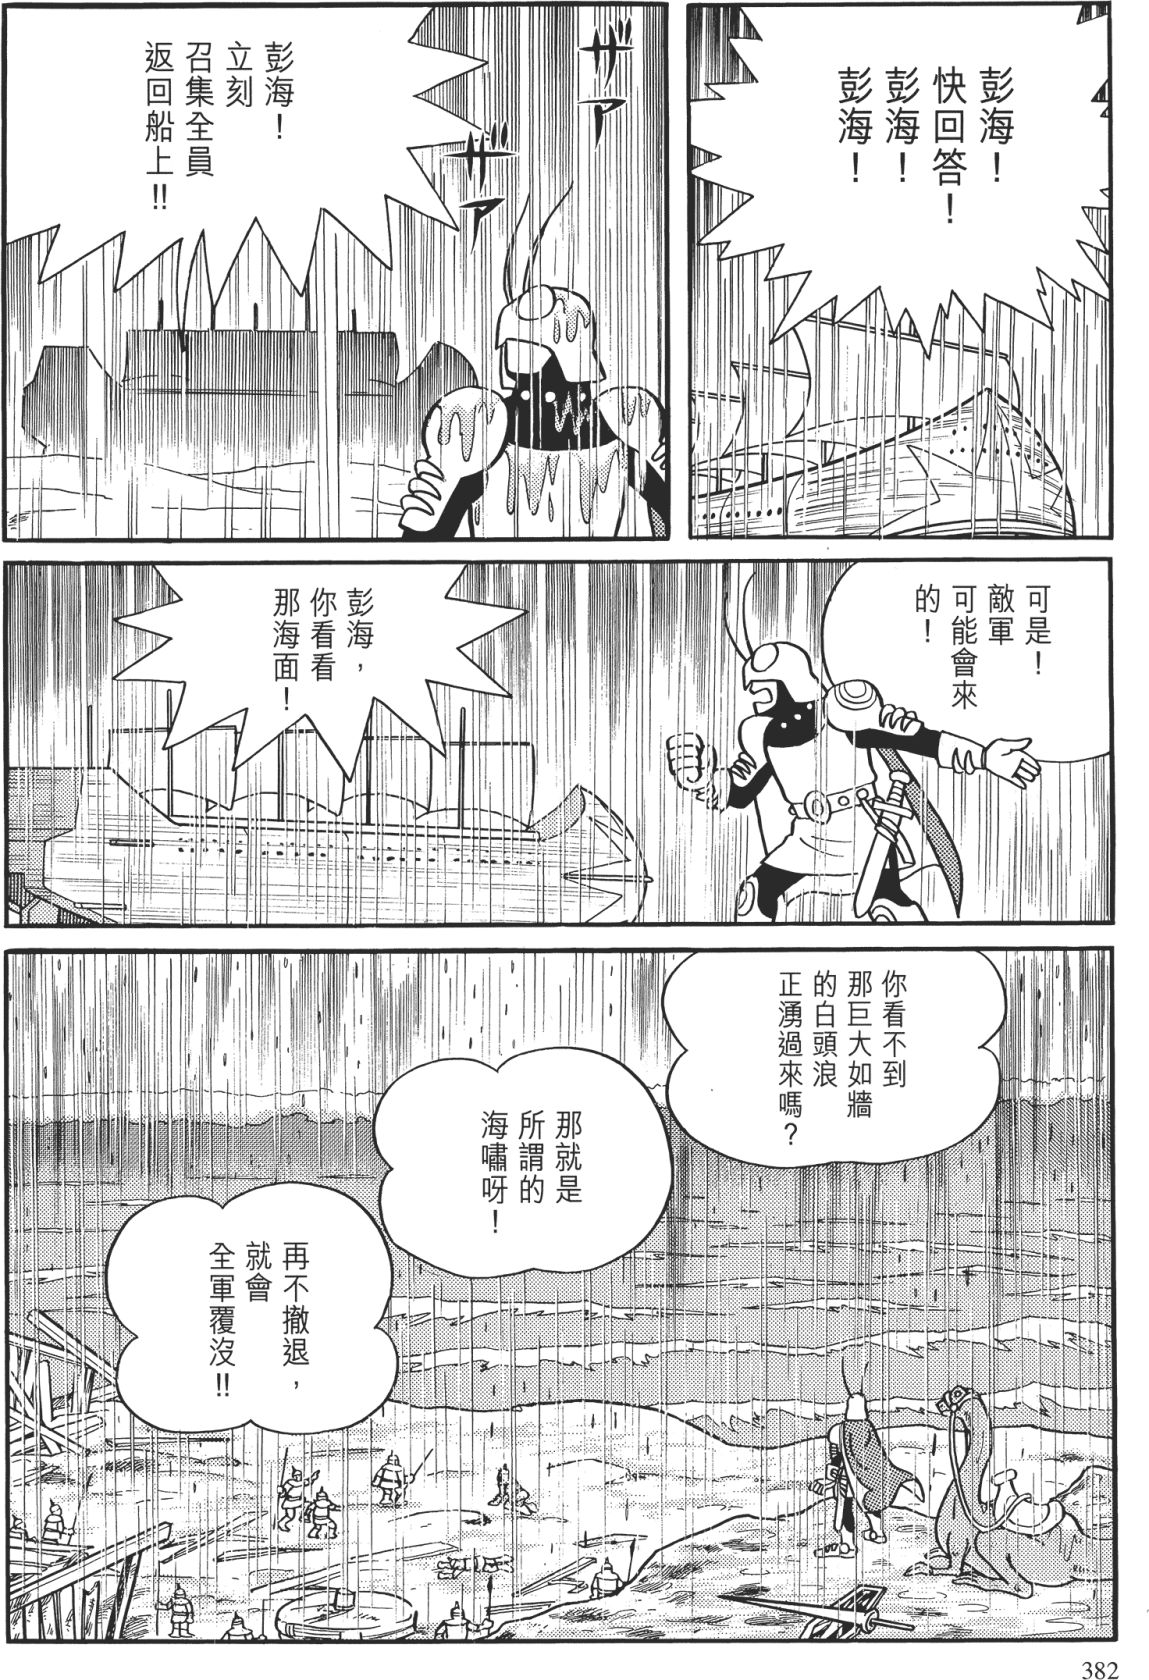 彭海！
快回答！
彭海！
彭海！
ザァ
ザァ
彭海！
立刻
召集全員
返回船上!!
可是！
敵軍
可能會來
的！
彭海，
你看看
那海面！
你看不到
那巨大如牆
的白頭浪
正湧過來嗎？
那就是
所謂的
海嘯呀！
再不撤退，
就會
全軍覆沒!!
382